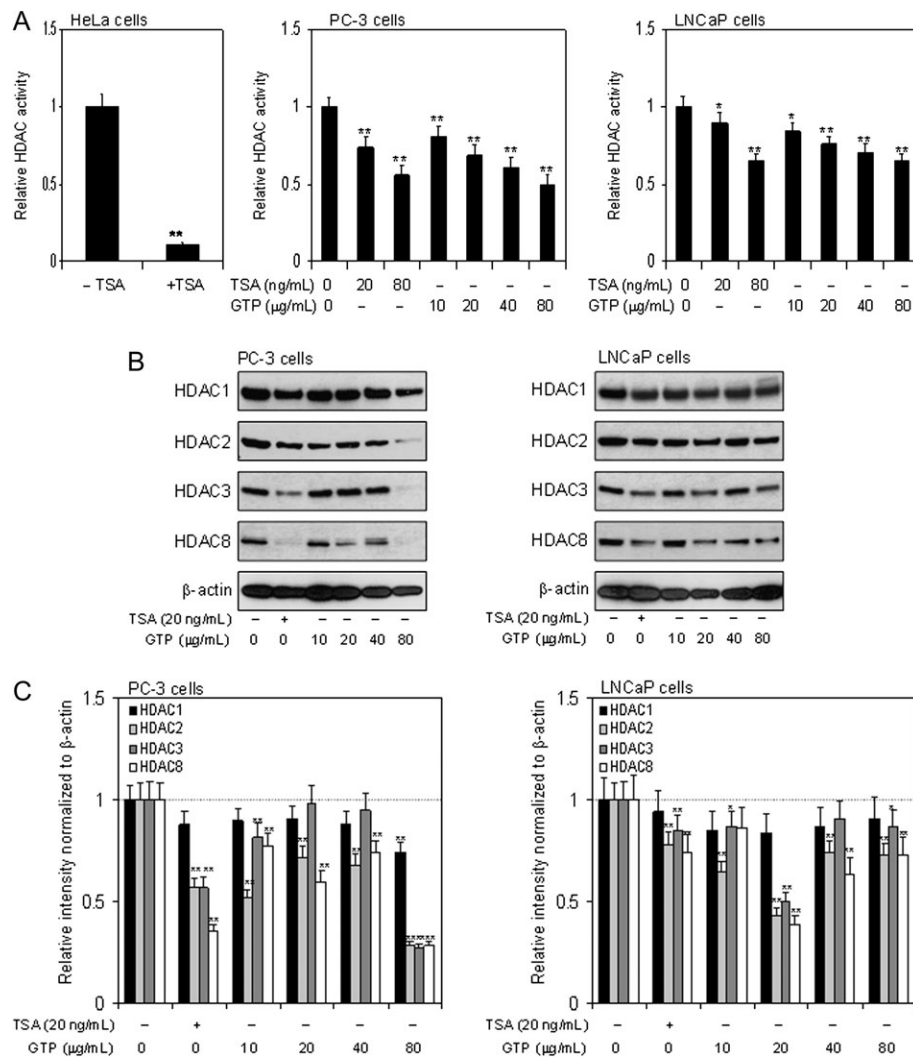 A
HeLa cells
PC-3 cells
LNCaP cells
Relative HDAC activity
1.5
1
0.5
0
**
– TSA
+TSA
Relative HDAC activity
1.5
1
0.5
0
** ** ** ** ** **
TSA (ng/mL) 0 20 80 – – – –
GTP (µg/mL) 0 – – 10 20 40 80
Relative HDAC activity
1.5
1
0.5
0
* ** * ** ** **
TSA (ng/mL) 0 20 80 – – – –
GTP (µg/mL) 0 – – 10 20 40 80
B
PC-3 cells
HDAC1
HDAC2
HDAC3
HDAC8
β-actin
TSA (20 ng/mL) – + – – – –
GTP (µg/mL) 0 0 10 20 40 80
LNCaP cells
HDAC1
HDAC2
HDAC3
HDAC8
β-actin
TSA (20 ng/mL) – + – – – –
GTP (µg/mL) 0 0 10 20 40 80
C
PC-3 cells
Relative intensity normalized to β-actin
1.5
1
0.5
0
HDAC1
HDAC2
HDAC3
HDAC8
** ** ** ** ** ** ** ** ** ** ** ********
TSA (20 ng/mL) – + – – – –
GTP (µg/mL) 0 0 10 20 40 80
LNCaP cells
Relative intensity normalized to β-actin
1.5
1
0.5
0
HDAC1
HDAC2
HDAC3
HDAC8
** ** ** ** * ** ** ** ** ** ** * **
TSA (20 ng/mL) – + – – – –
GTP (µg/mL) 0 0 10 20 40 80